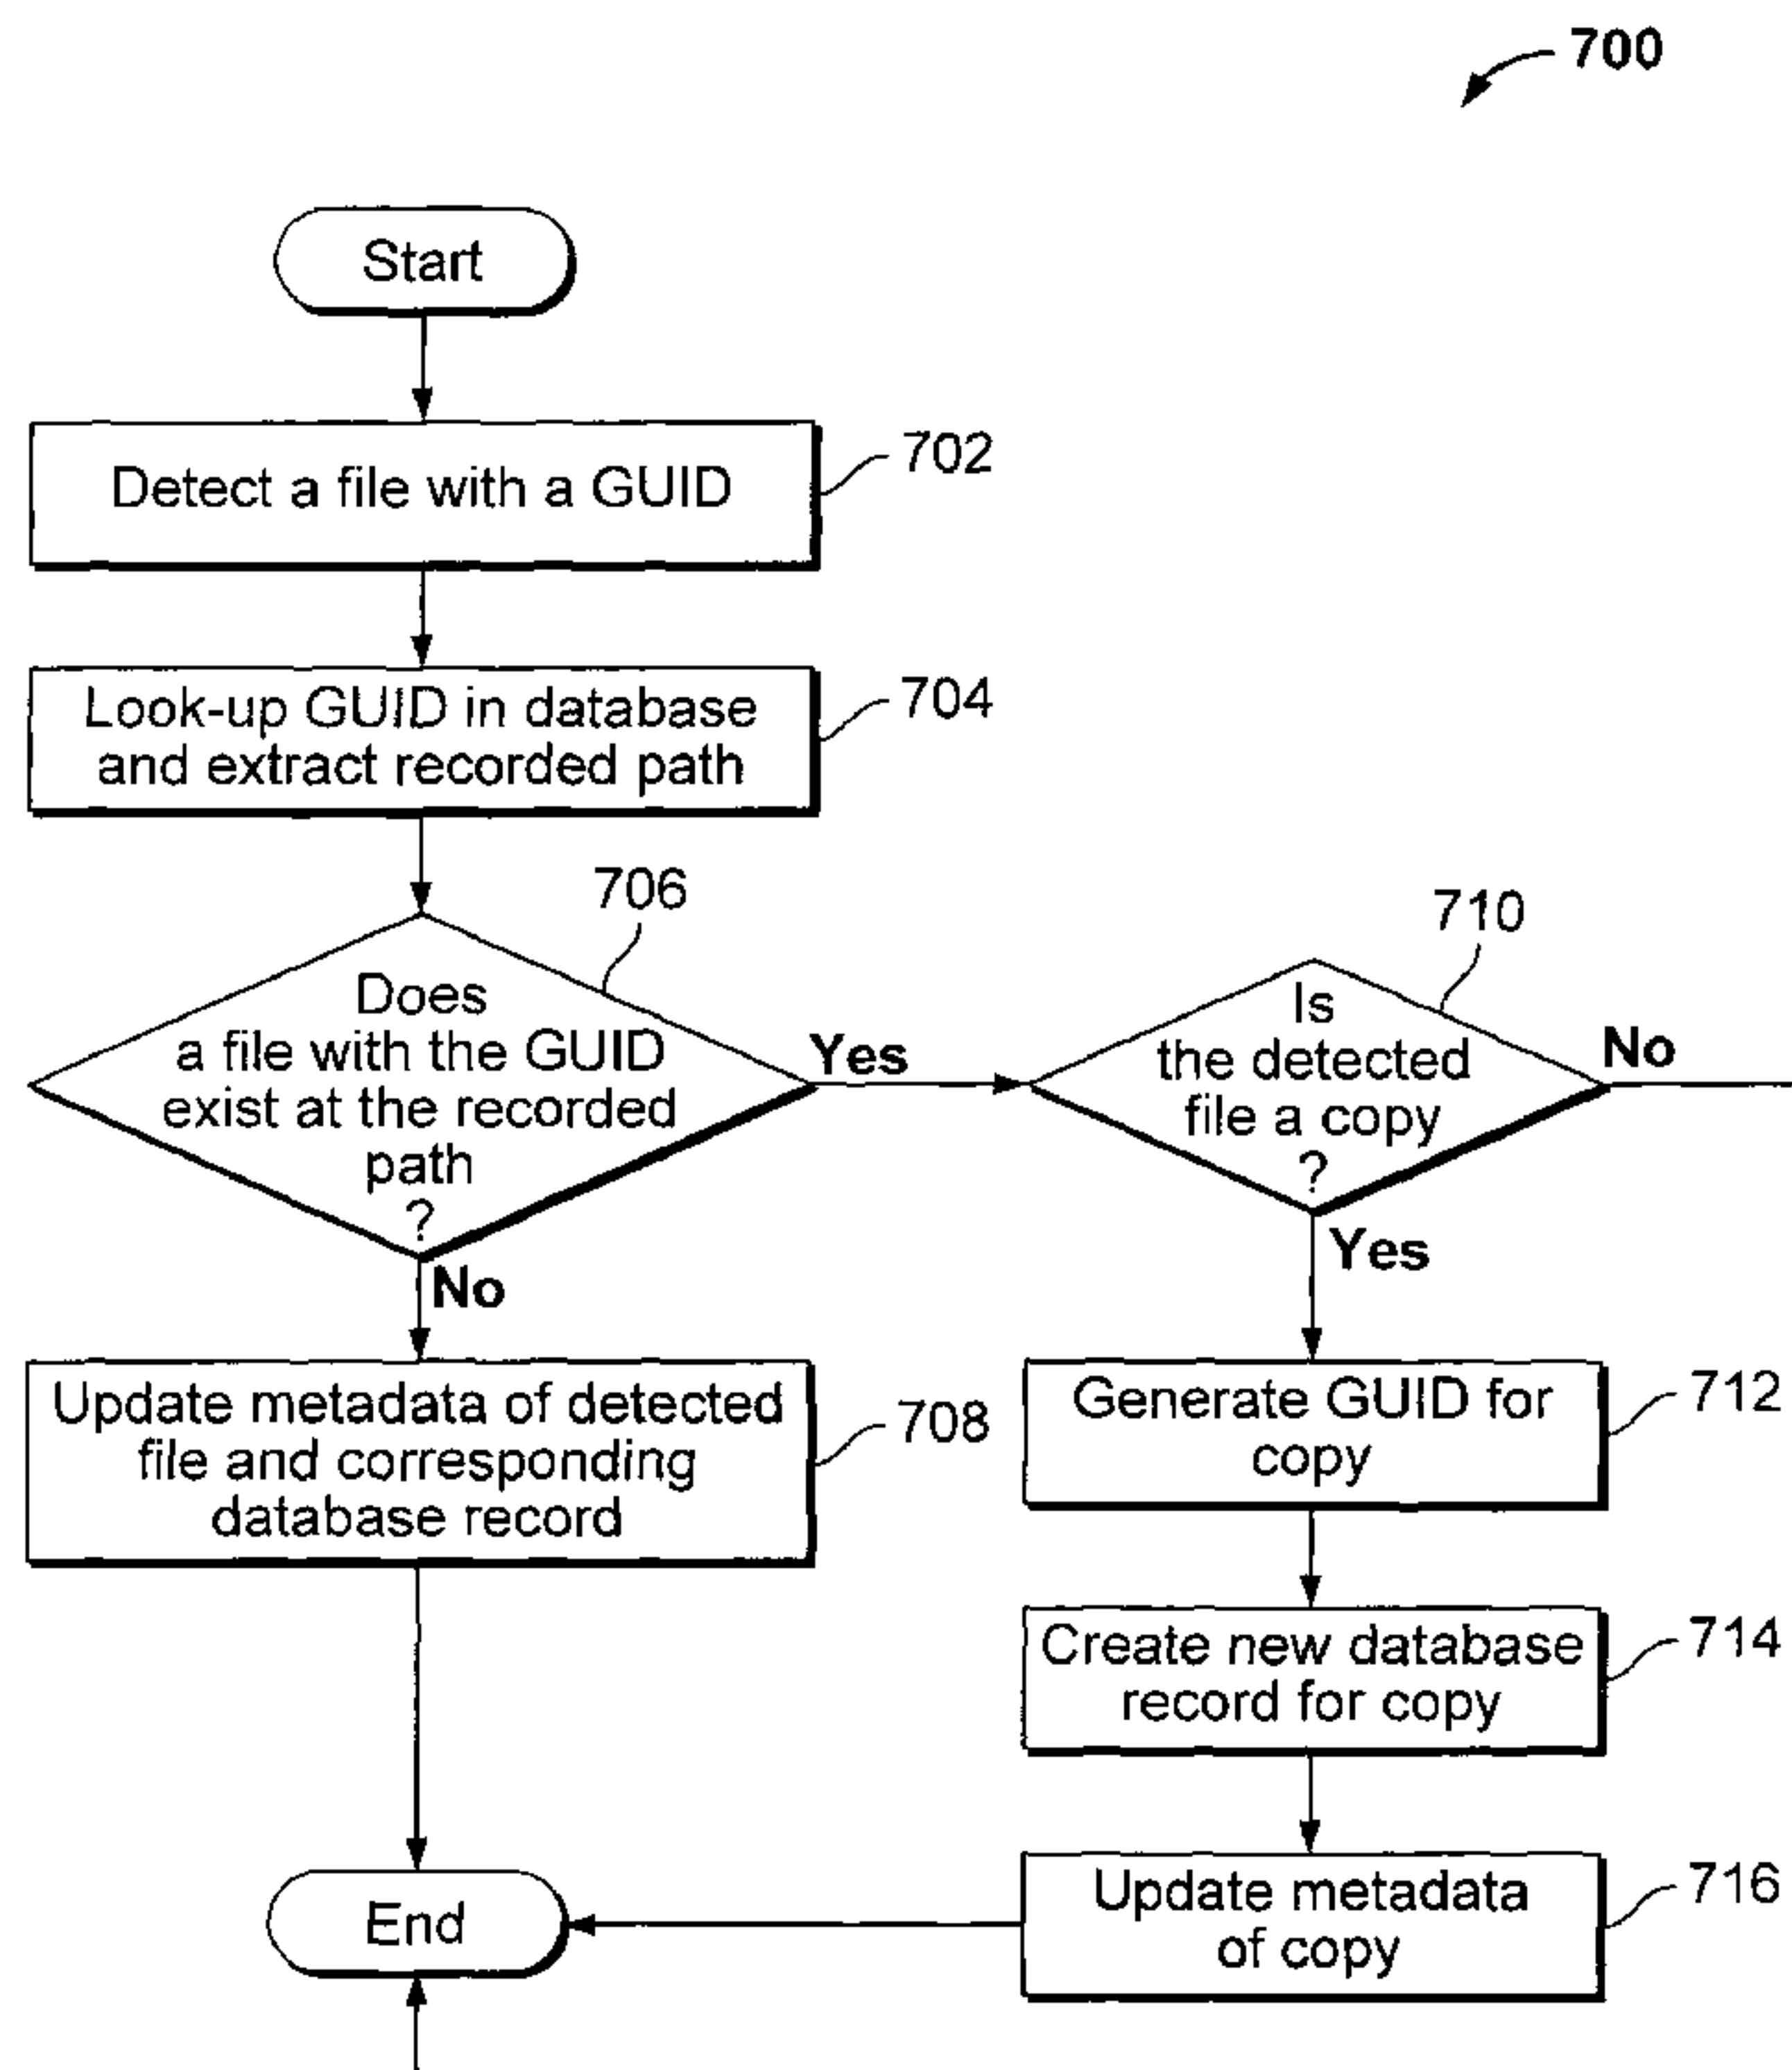 700
Start
Detect a file with a GUID
702
Look-up GUID in database
and extract recorded path
704
706
Does
a file with the GUID
exist at the recorded
path
?
Yes
No
710
Is
the detected
file a copy
?
No
Yes
Update metadata of detected
file and corresponding
database record
708
Generate GUID for
copy
712
Create new database
record for copy
714
Update metadata
of copy
716
End